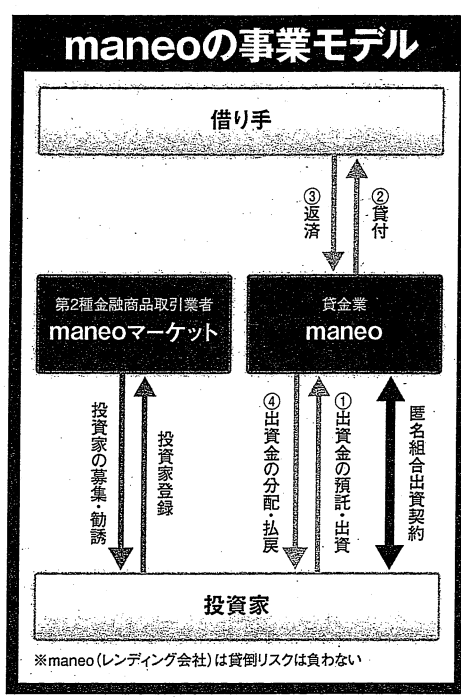 maneoの事業モデル
借り手
③返済
②貸付
第2種金融商品取引業者
maneoマーケット
貸金業
maneo
投資家の募集・勧誘
投資家登録
④出資金の分配・払戻
①出資金の預託・出資
匿名組合出資契約
投資家
※maneo(レンディング会社)は貸倒リスクは負わない